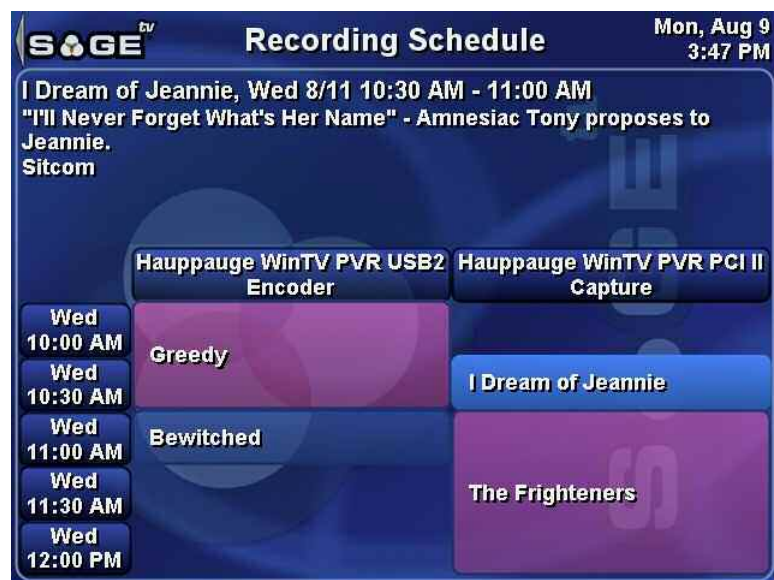 SAGE tv
Recording Schedule
Mon, Aug 9
3:47 PM
I Dream of Jeannie, Wed 8/11 10:30 AM - 11:00 AM
"I'll Never Forget What's Her Name" - Amnesiac Tony proposes to
Jeannie.
Sitcom
Hauppauge WinTV PVR USB2
Encoder
Hauppauge WinTV PVR PCI II
Capture
Wed
10:00 AM
Greedy
Wed
10:30 AM
I Dream of Jeannie
Wed
11:00 AM
Bewitched
Wed
11:30 AM
The Frighteners
Wed
12:00 PM
SAGE tv